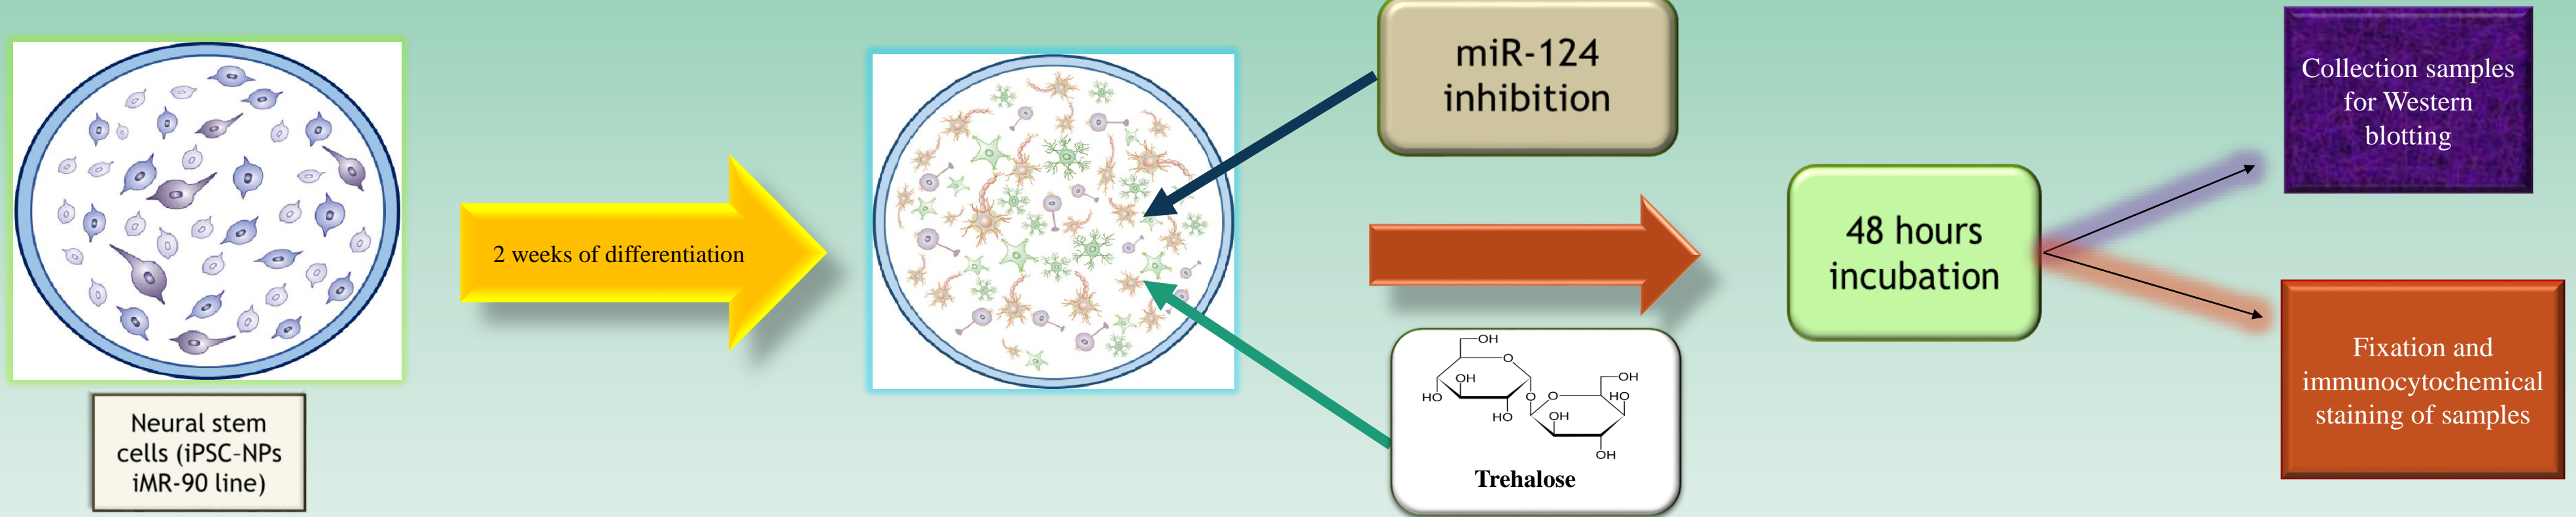 Neural stem
cells (iPSC-NPs
iMR-90 line)
2 weeks of differentiation
miR-124
inhibition
OH
O
OH
HO
HO
O
O
OH
HO
OH
OH
Trehalose
48 hours
incubation
Collection samples
for Western
blotting
Fixation and
immunocytochemical
staining of samples